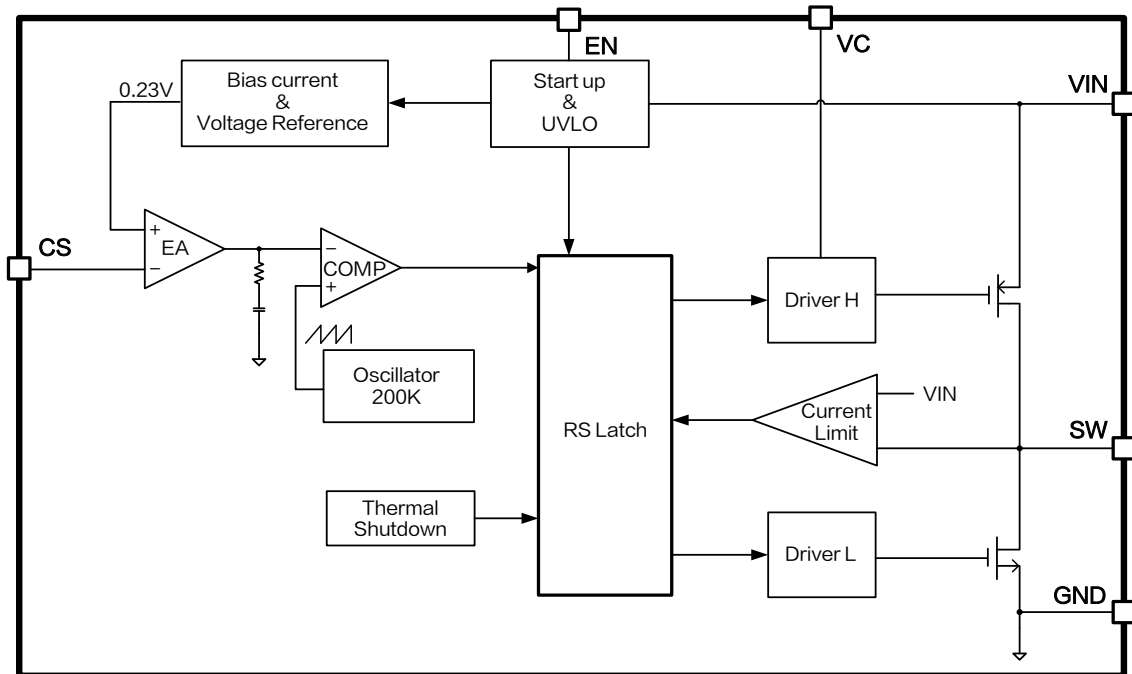 EN
VC
0.23V
Bias current
&
Voltage Reference
Start up
&
UVLO
VIN
CS
+
EA
−
−
COMP
+
Driver H
Oscillator
200K
RS Latch
Current
Limit
VIN
SW
Thermal
Shutdown
Driver L
GND